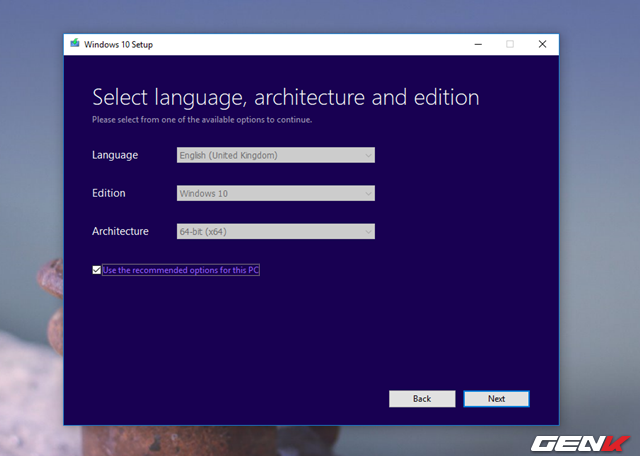 Windows 10 Setup
Select language, architecture and edition
Please select from one of the available options to continue.
Language
English (United Kingdom)
Edition
Windows 10
Architecture
64-bit (x64)
Use the recommended options for this PC
Back
Next
GENK